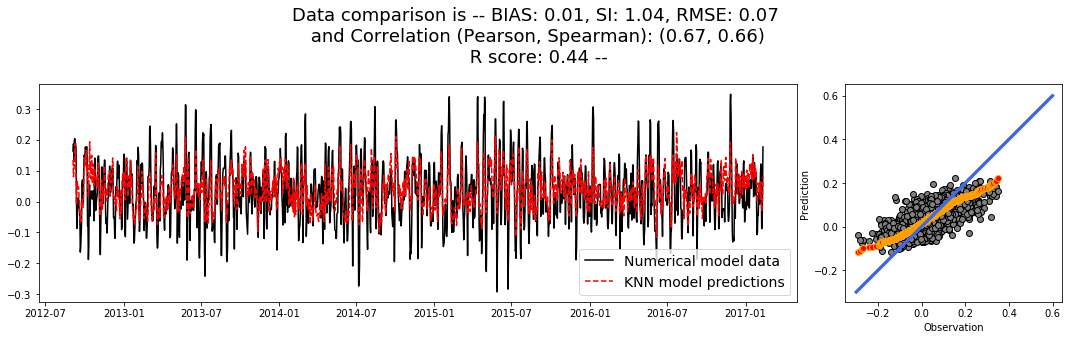 Data comparison is -- BIAS: 0.01, SI: 1.04, RMSE: 0.07
and Correlation (Pearson, Spearman): (0.67, 0.66)
R score: 0.44 --
0.3
0.2
0.1
0.0
−0.1
−0.2
−0.3
Numerical model data
KNN model predictions
2012-07 2013-01 2013-07 2014-01 2014-07 2015-01 2015-07 2016-01 2016-07 2017-01
Prediction
0.6
0.4
0.2
0.0
−0.2
−0.2 0.0 0.2 0.4 0.6
Observation